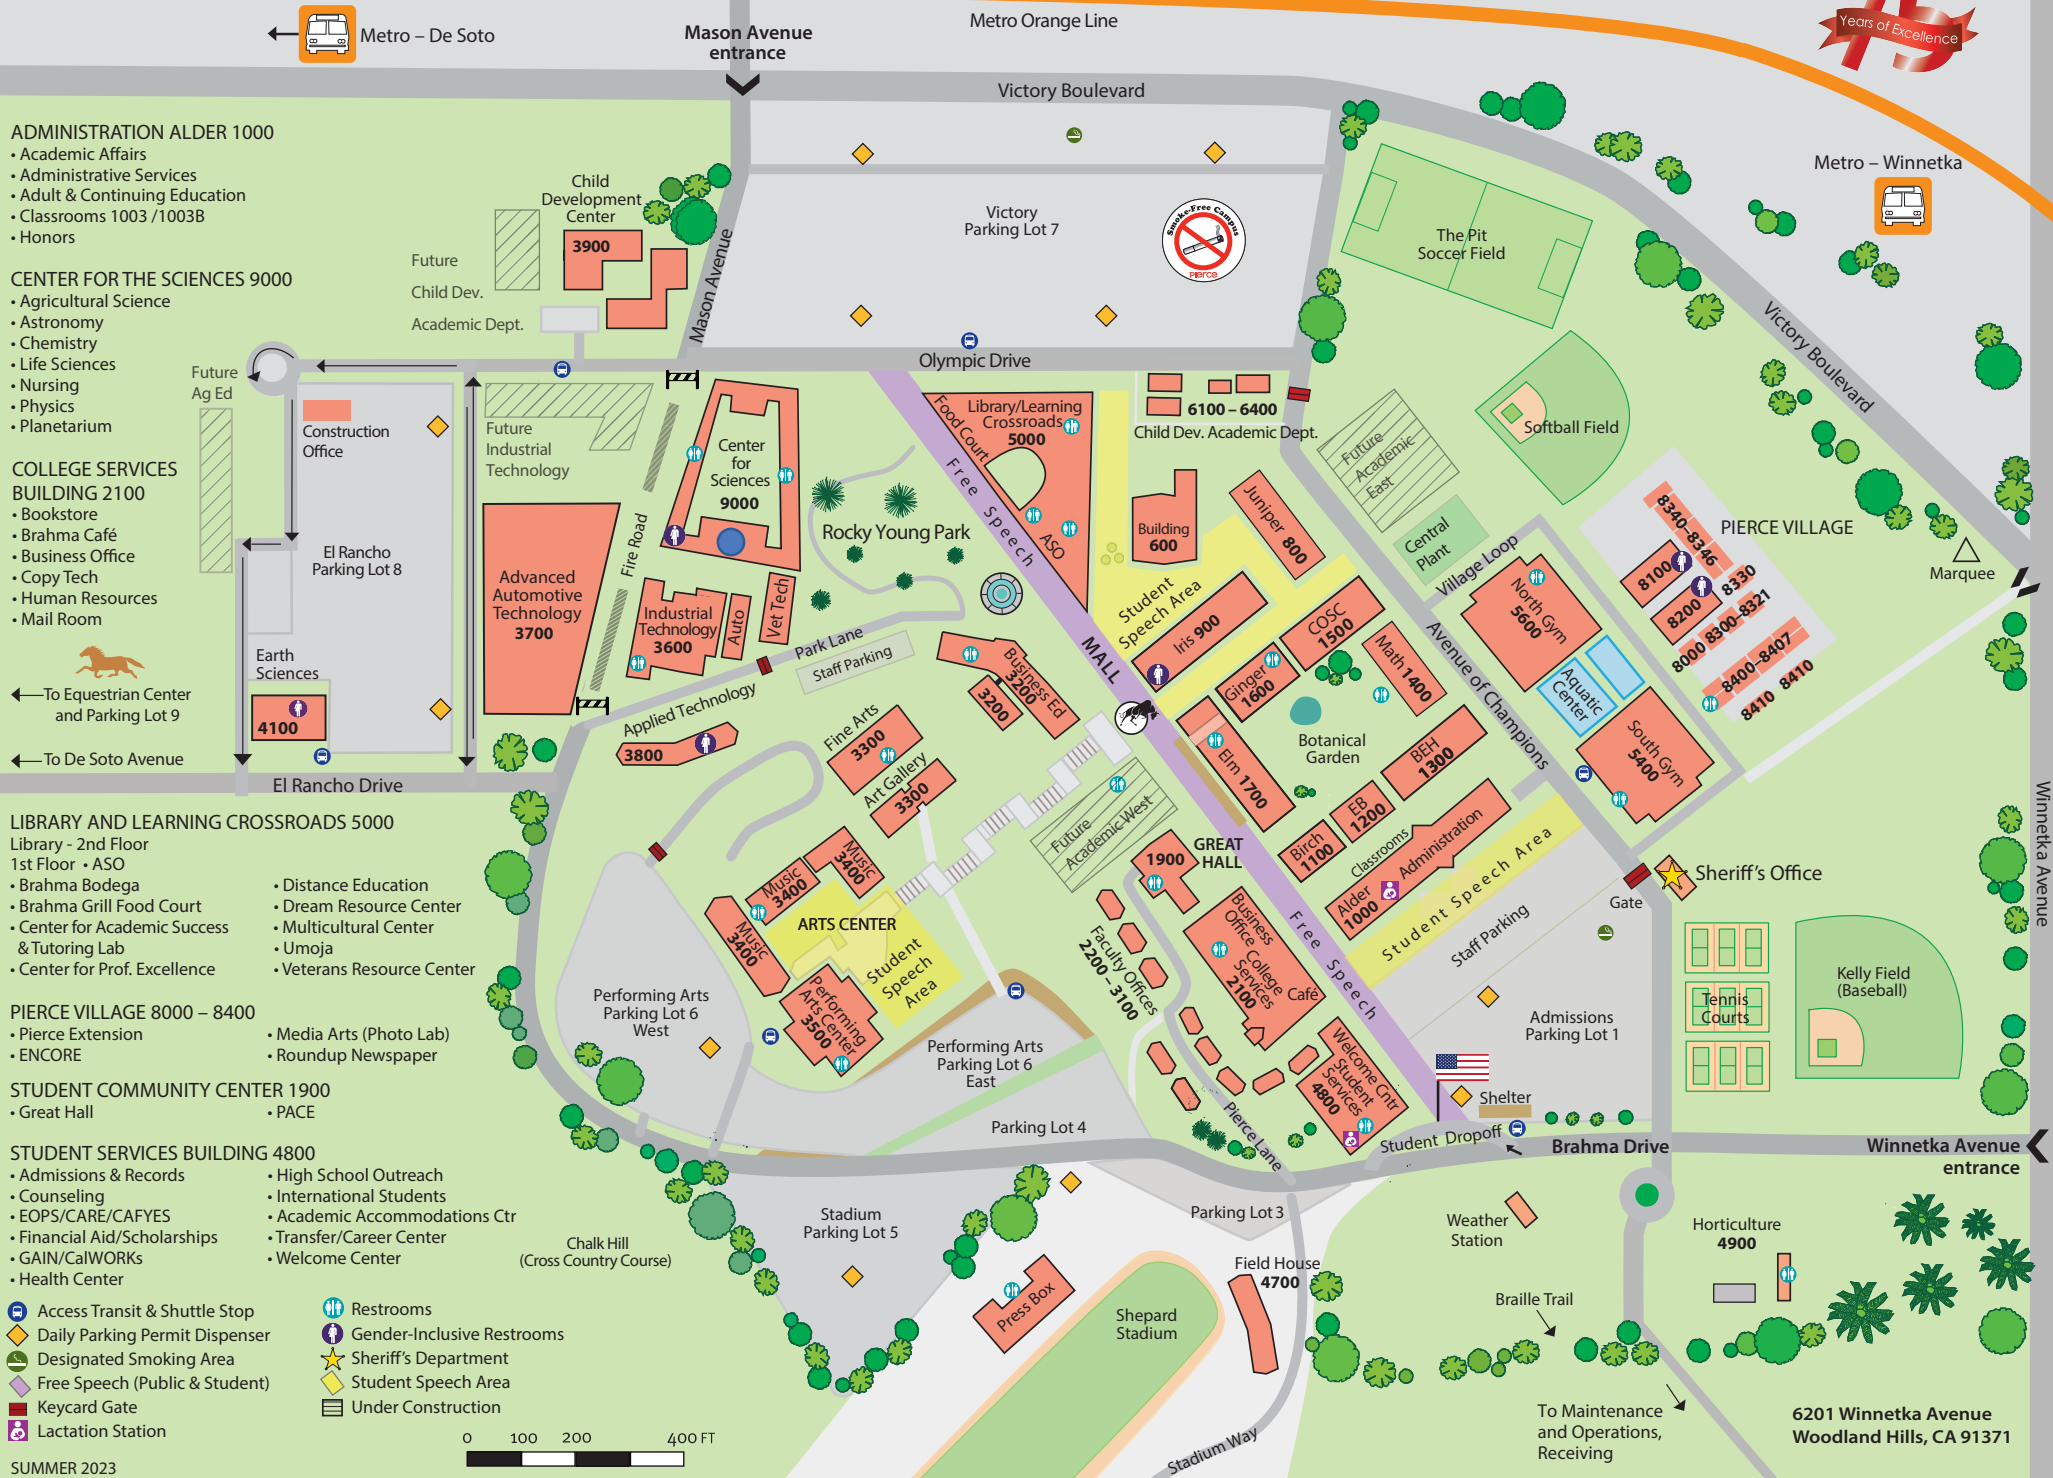 Metro – De Soto
Mason Avenue
entrance
Metro Orange Line
Years of Excellence
Victory Boulevard
Metro – Winnetka
ADMINISTRATION ALDER 1000
• Academic Affairs
• Administrative Services
• Adult & Continuing Education
• Classrooms 1003 /1003B
• Honors
CENTER FOR THE SCIENCES 9000
• Agricultural Science
• Astronomy
• Chemistry
• Life Sciences
• Nursing
• Physics
• Planetarium
COLLEGE SERVICES
BUILDING 2100
• Bookstore
• Brahma Café
• Business Office
• Copy Tech
• Human Resources
• Mail Room
To Equestrian Center
and Parking Lot 9
To De Soto Avenue
El Rancho Drive
LIBRARY AND LEARNING CROSSROADS 5000
Library - 2nd Floor
1st Floor • ASO
• Brahma Bodega
• Brahma Grill Food Court
• Center for Academic Success
& Tutoring Lab
• Center for Prof. Excellence
• Distance Education
• Dream Resource Center
• Multicultural Center
• Umoja
• Veterans Resource Center
PIERCE VILLAGE 8000 – 8400
• Pierce Extension
• ENCORE
• Media Arts (Photo Lab)
• Roundup Newspaper
STUDENT COMMUNITY CENTER 1900
• Great Hall
• PACE
STUDENT SERVICES BUILDING 4800
• Admissions & Records
• Counseling
• EOPS/CARE/CAFYES
• Financial Aid/Scholarships
• GAIN/CalWORKs
• Health Center
• High School Outreach
• International Students
• Academic Accommodations Ctr
• Transfer/Career Center
• Welcome Center
Access Transit & Shuttle Stop
Daily Parking Permit Dispenser
Designated Smoking Area
Free Speech (Public & Student)
Keycard Gate
Lactation Station
Restrooms
Gender-Inclusive Restrooms
Sheriff's Department
Student Speech Area
Under Construction
SUMMER 2023
0 100 200 400 FT
Child
Development
Center
3900
Future
Child Dev.
Academic Dept.
Mason Avenue
Victory
Parking Lot 7
Smoke-Free Campus
Pierce
The Pit
Soccer Field
Victory Boulevard
Olympic Drive
Future
Ag Ed
Construction
Office
Future
Industrial
Technology
El Rancho
Parking Lot 8
Earth
Sciences
4100
Advanced
Automotive
Technology
3700
Fire Road
Center
for
Sciences
9000
Industrial
Technology
3600
Auto
Vet Tech
Rocky Young Park
Park Lane
Staff Parking
Applied Technology
3800
Food Court
Library/Learning
Crossroads
5000
ASO
Free Speech
MALL
6100 – 6400
Child Dev. Academic Dept.
Building
600
Juniper 800
Student
Speech Area
Iris 900
Future
Academic
East
Softball Field
Central
Plant
Village Loop
COSC
1500
Ginger
1600
Math 1400
Avenue of Champions
North Gym
5600
Aquatic
Center
South Gym
5400
PIERCE VILLAGE
8340–8346
8100
8200
8330
8300–8321
8000
8400–8407
8410
8410
Marquee
Winnetka Avenue
Business Ed
3200
3200
Fine Arts
3300
Art Gallery
3300
Music
3400
Music
3400
Music
3400
ARTS CENTER
Student
Speech
Area
Performing
Arts Center
3500
Future
Academic West
Elm 1700
Botanical
Garden
BEH
1300
EB
1200
Birch
1100
Classrooms
Administration
Alder
1000
Student Speech Area
GREAT
HALL
1900
Faculty Offices
2200 – 3100
Business
Office College
Services
2100
Café
Free Speech
Staff Parking
Gate
Sheriff's Office
Admissions
Parking Lot 1
Tennis
Courts
Kelly Field
(Baseball)
Performing Arts
Parking Lot 6
West
Performing Arts
Parking Lot 6
East
Parking Lot 4
Pierce Lane
Welcome Cntr
Student
Services
4800
Shelter
Student Dropoff
Brahma Drive
Winnetka Avenue
entrance
Chalk Hill
(Cross Country Course)
Stadium
Parking Lot 5
Parking Lot 3
Press Box
Shepard
Stadium
Field House
4700
Stadium Way
Weather
Station
Horticulture
4900
Braille Trail
To Maintenance
and Operations,
Receiving
6201 Winnetka Avenue
Woodland Hills, CA 91371